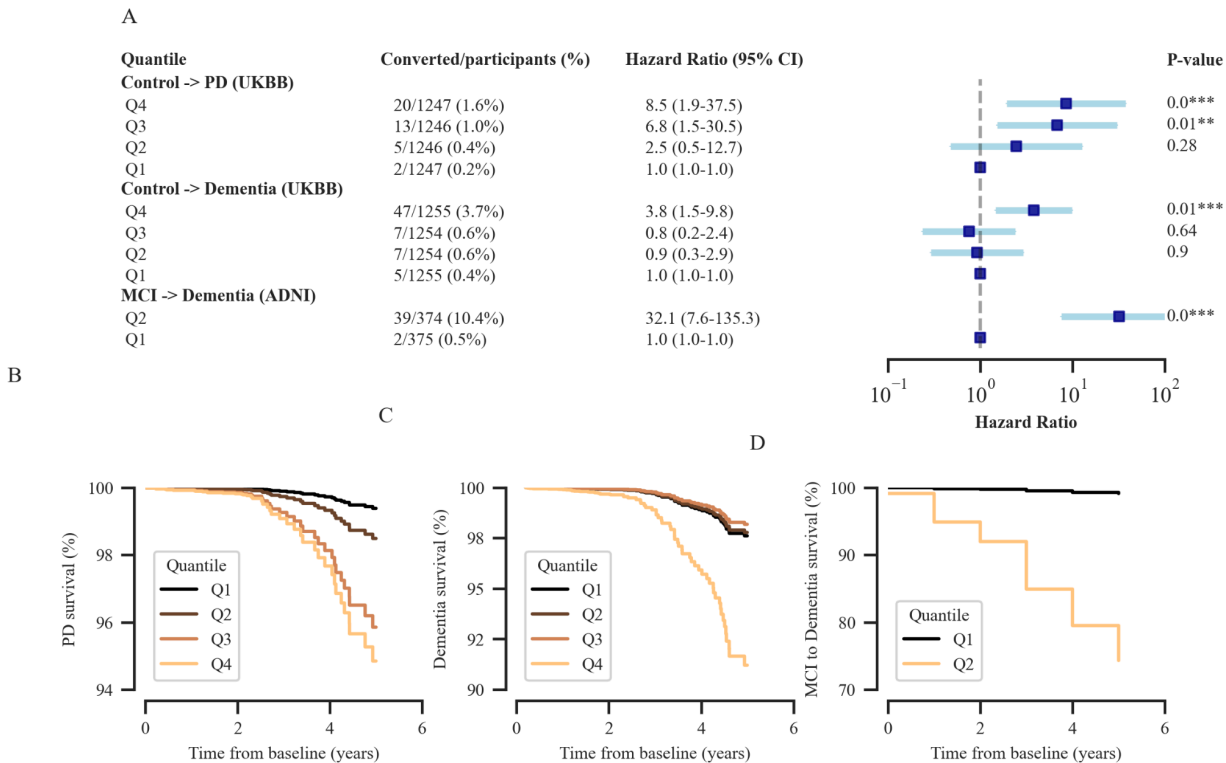 A
Quantile Converted/participants (%) Hazard Ratio (95% CI) P-value
Control -> PD (UKBB)
Q4 20/1247 (1.6%) 8.5 (1.9-37.5) 0.0***
Q3 13/1246 (1.0%) 6.8 (1.5-30.5) 0.01**
Q2 5/1246 (0.4%) 2.5 (0.5-12.7) 0.28
Q1 2/1247 (0.2%) 1.0 (1.0-1.0)
Control -> Dementia (UKBB)
Q4 47/1255 (3.7%) 3.8 (1.5-9.8) 0.01***
Q3 7/1254 (0.6%) 0.8 (0.2-2.4) 0.64
Q2 7/1254 (0.6%) 0.9 (0.3-2.9) 0.9
Q1 5/1255 (0.4%) 1.0 (1.0-1.0)
MCI -> Dementia (ADNI)
Q2 39/374 (10.4%) 32.1 (7.6-135.3) 0.0***
Q1 2/375 (0.5%) 1.0 (1.0-1.0)
10⁻¹ 10⁰ 10¹ 10²
Hazard Ratio
B
PD survival (%)
100
98
96
94
Quantile
Q1
Q2
Q3
Q4
0 2 4 6
Time from baseline (years)
C
Dementia survival (%)
100
98
95
92
90
Quantile
Q1
Q2
Q3
Q4
0 2 4 6
Time from baseline (years)
D
MCI to Dementia survival (%)
100
90
80
70
Quantile
Q1
Q2
0 2 4 6
Time from baseline (years)